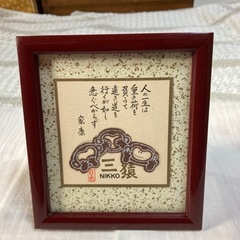 人の一生は
重き荷を
負うて
遠き道を
行くが如し
急ぐべからず
家康
三猿
NIKKO